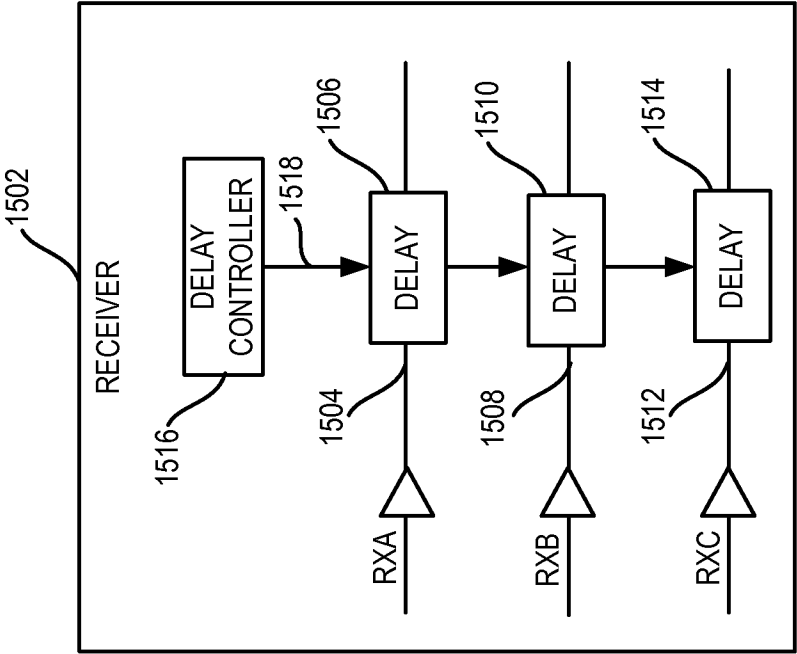 1502
RECEIVER
1516
DELAY
CONTROLLER
1518
RXA
1504
DELAY
1506
RXB
1508
DELAY
1510
RXC
1512
DELAY
1514